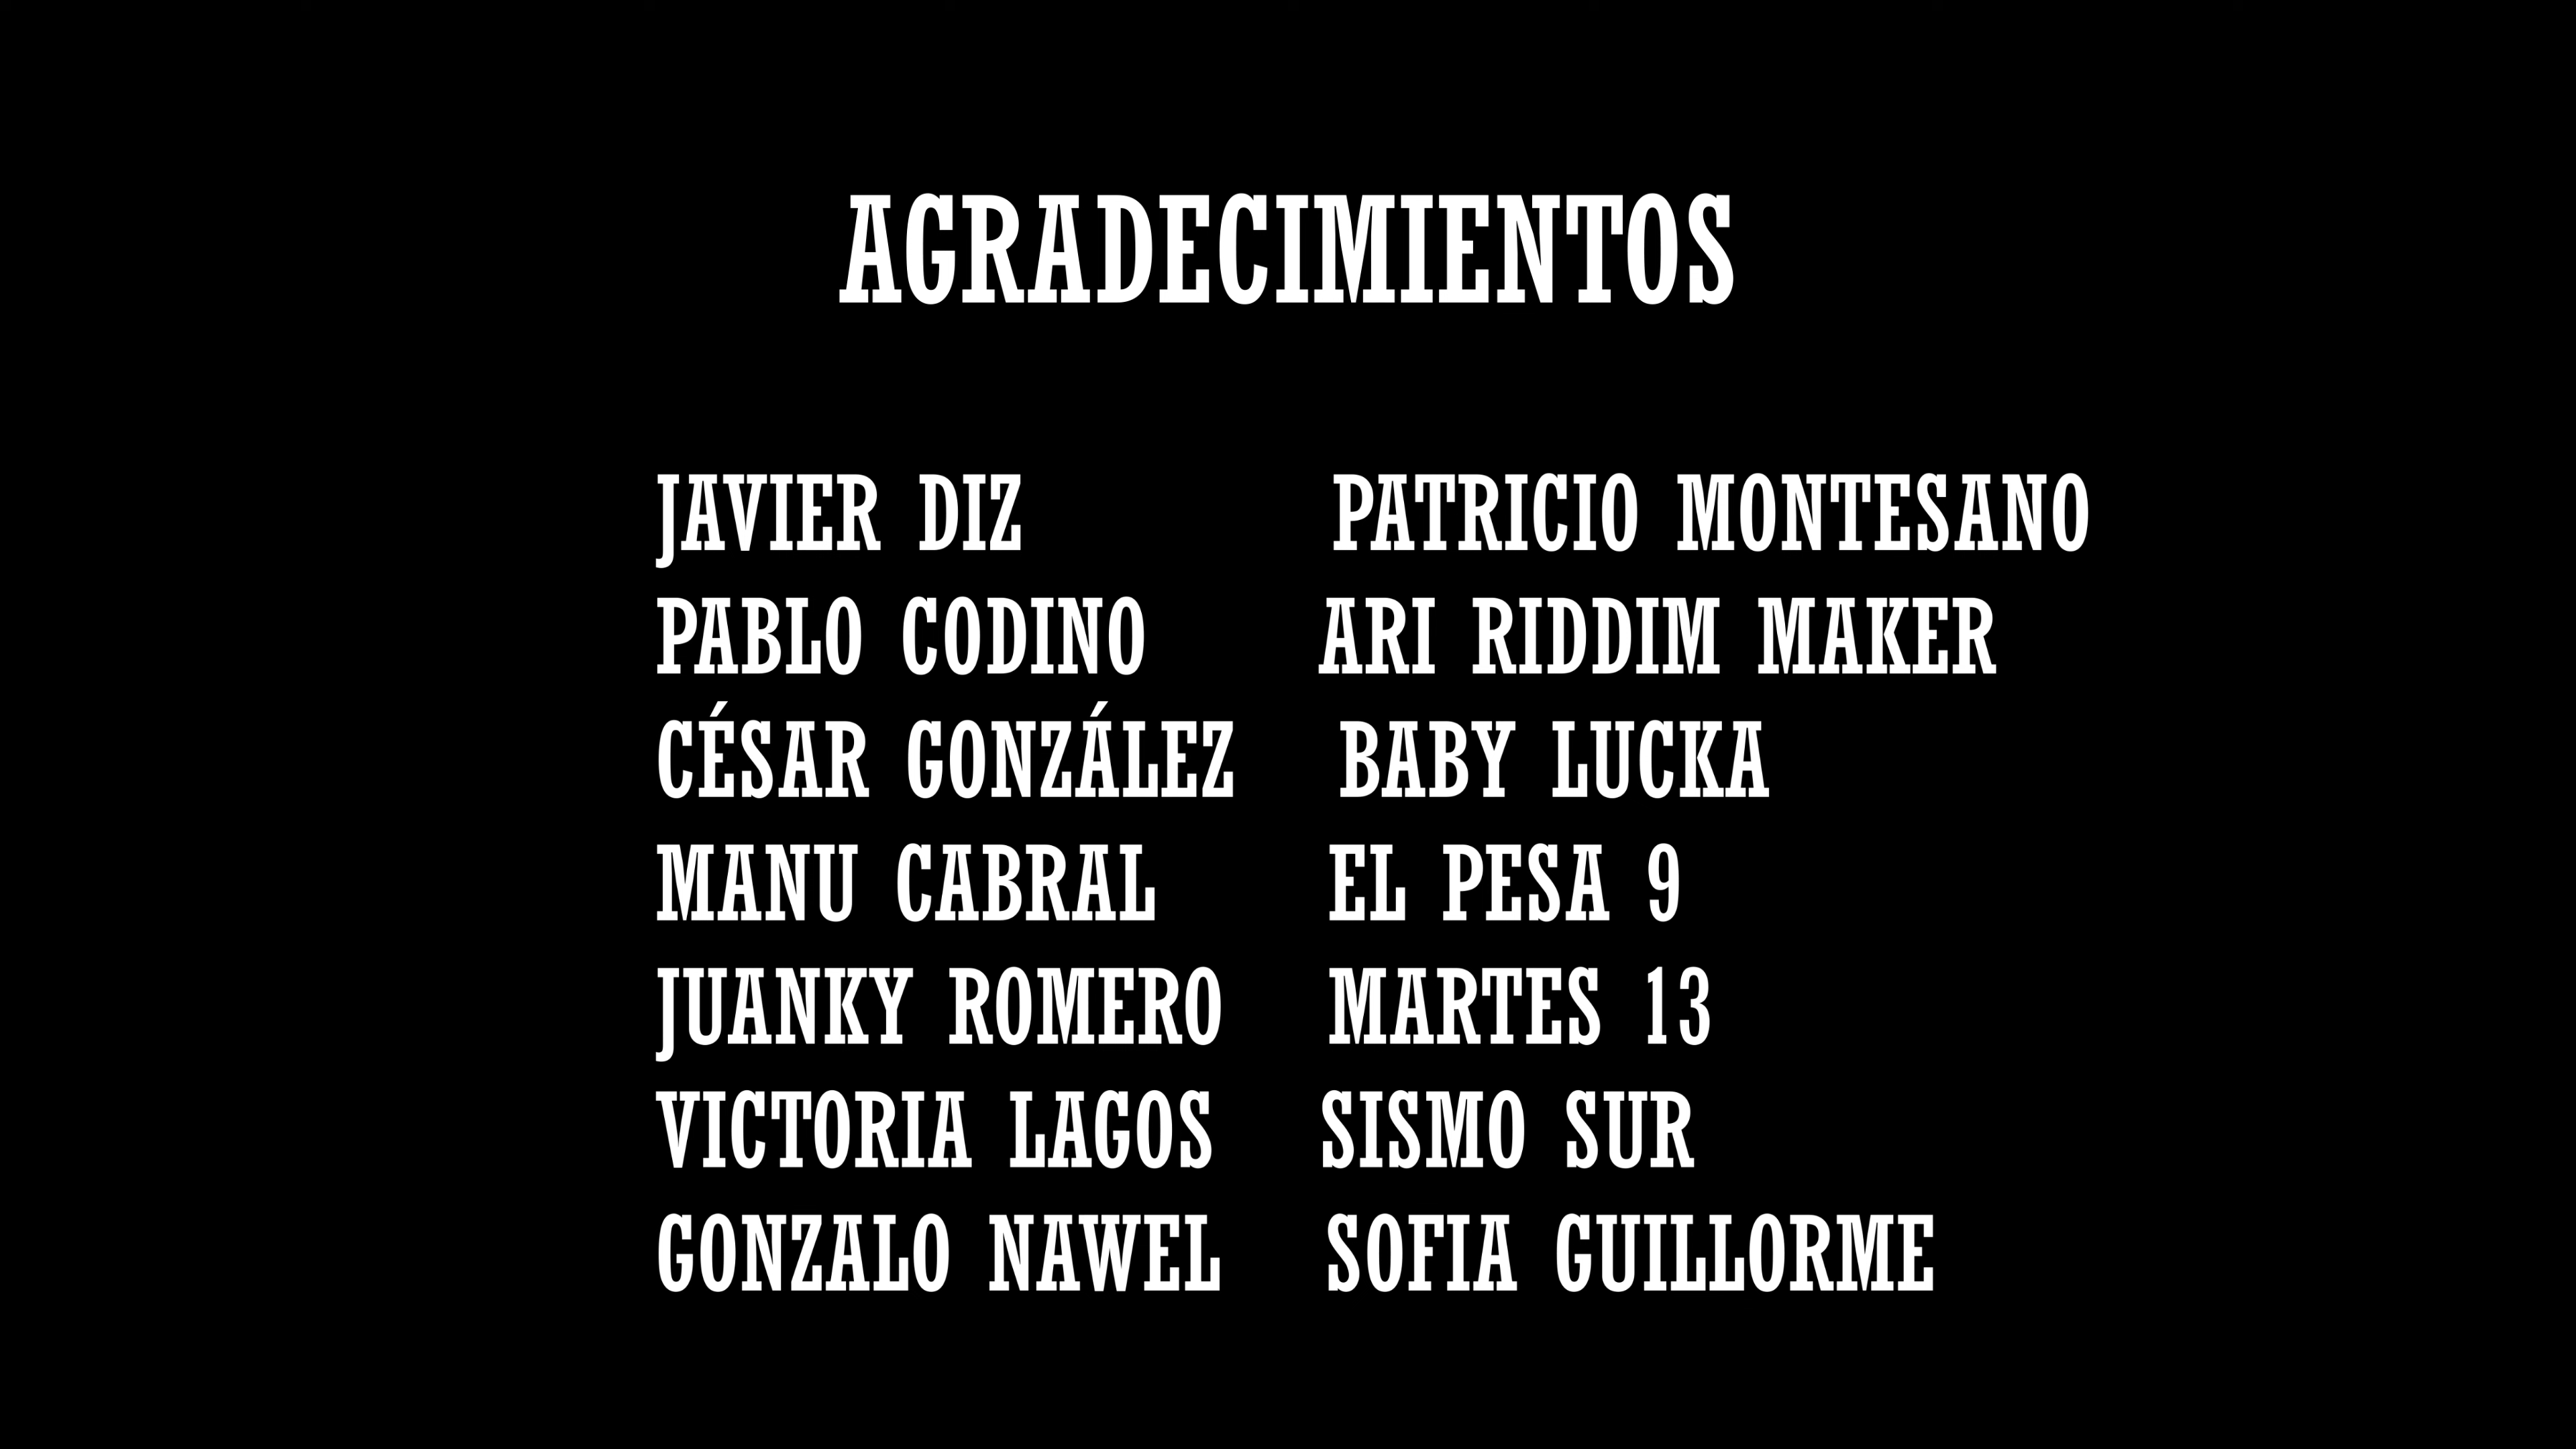 AGRADECIMIENTOS
JAVIER DIZ PATRICIO MONTESANO
PABLO CODINO ARI RIDDIM MAKER
CÉSAR GONZÁLEZ BABY LUCKA
MANU CABRAL EL PESA 9
JUANKY ROMERO MARTES 13
VICTORIA LAGOS SISMO SUR
GONZALO NAWEL SOFIA GUILLORME